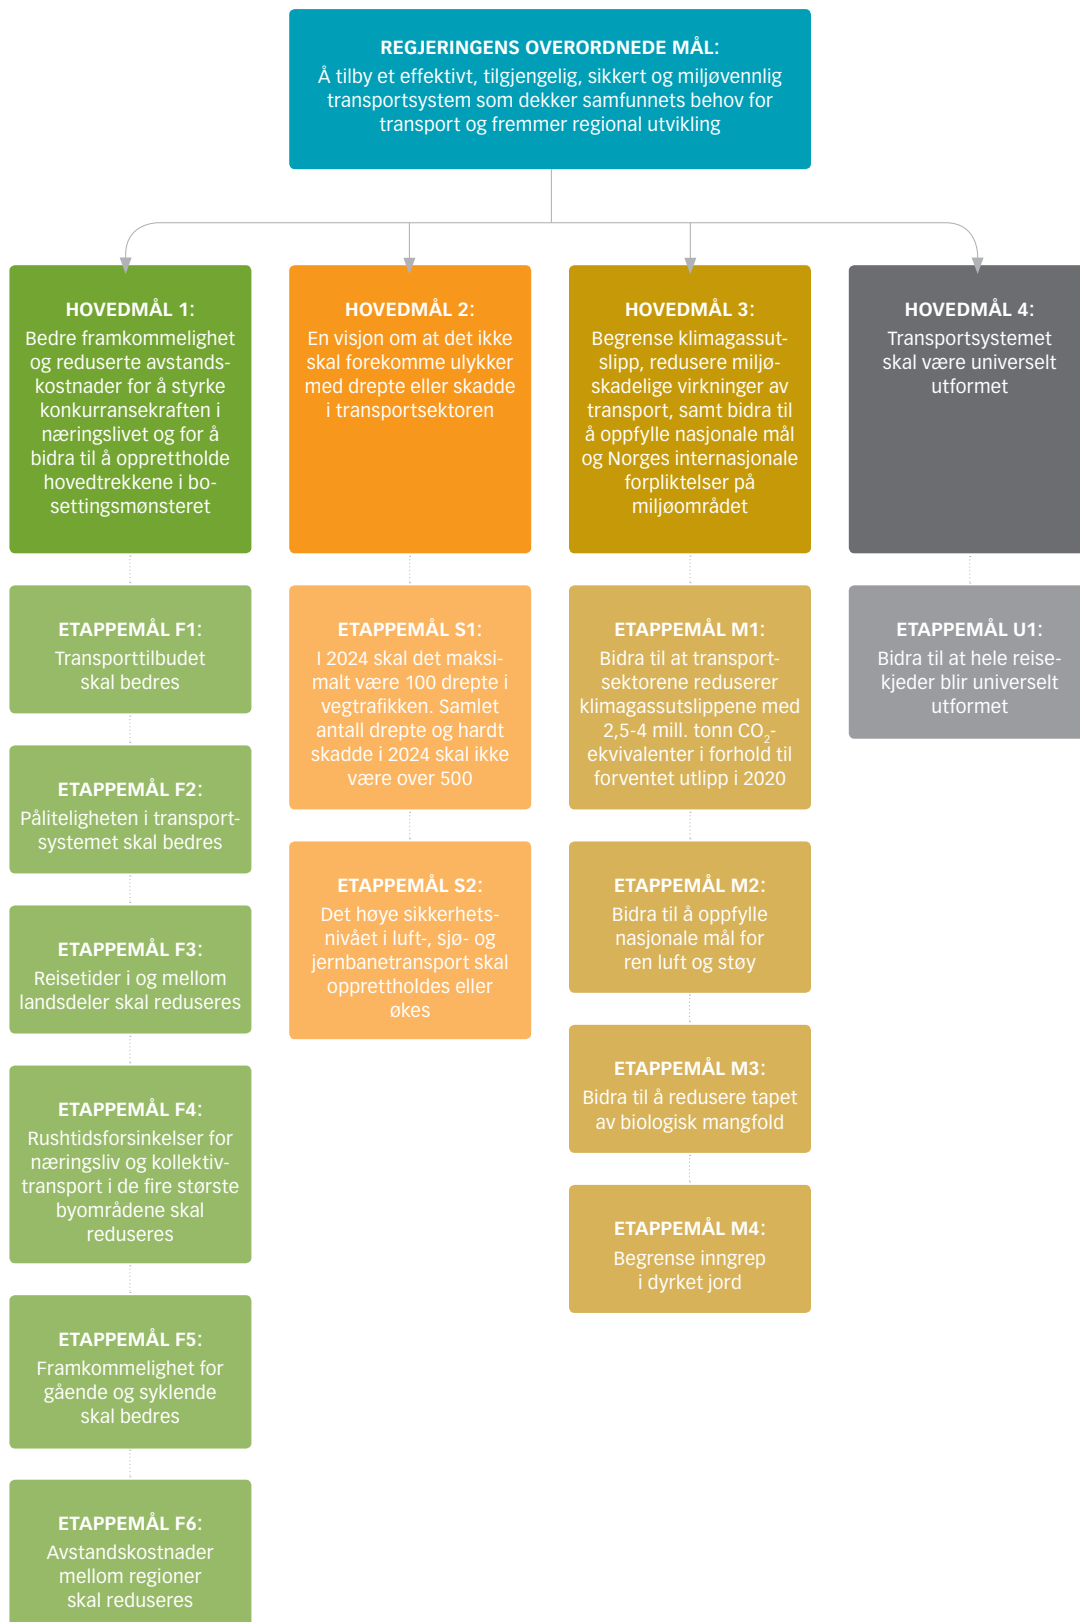 REGJERINGENS OVERORDNEDE MÅL:
Å tilby et effektivt, tilgjengelig, sikkert og miljøvennlig
transportsystem som dekker samfunnets behov for
transport og fremmer regional utvikling
HOVEDMÅL 1:
Bedre framkommelighet
og reduserte avstands-
kostnader for å styrke
konkurransekraften i
næringslivet og for å
bidra til å opprettholde
hovedtrekkene i bo-
settingsmønsteret
ETAPPEMÅL F1:
Transporttilbudet
skal bedres
ETAPPEMÅL F2:
Påliteligheten i transport-
systemet skal bedres
ETAPPEMÅL F3:
Reisetider i og mellom
landsdeler skal reduseres
ETAPPEMÅL F4:
Rushtidsforsinkelser for
næringsliv og kollektiv-
transport i de fire største
byområdene skal
reduseres
ETAPPEMÅL F5:
Framkommelighet for
gående og syklende
skal bedres
ETAPPEMÅL F6:
Avstandskostnader
mellom regioner
skal reduseres
HOVEDMÅL 2:
En visjon om at det ikke
skal forekomme ulykker
med drepte eller skadde
i transportsektoren
ETAPPEMÅL S1:
I 2024 skal det maksi-
malt være 100 drepte i
vegtrafikken. Samlet
antall drepte og hardt
skadde i 2024 skal ikke
være over 500
ETAPPEMÅL S2:
Det høye sikkerhets-
nivået i luft-, sjø- og
jernbanetransport skal
opprettholdes eller
økes
HOVEDMÅL 3:
Begrense klimagassut-
slipp, redusere miljø-
skadelige virkninger av
transport, samt bidra til
å oppfylle nasjonale mål
og Norges internasjonale
forpliktelser på
miljøområdet
ETAPPEMÅL M1:
Bidra til at transport-
sektorene reduserer
klimagassutslippene med
2,5-4 mill. tonn CO₂-
ekvivalenter i forhold til
forventet utlipp i 2020
ETAPPEMÅL M2:
Bidra til å oppfylle
nasjonale mål for
ren luft og støy
ETAPPEMÅL M3:
Bidra til å redusere tapet
av biologisk mangfold
ETAPPEMÅL M4:
Begrense inngrep
i dyrket jord
HOVEDMÅL 4:
Transportsystemet
skal være universelt
utformet
ETAPPEMÅL U1:
Bidra til at hele reise-
kjeder blir universelt
utformet